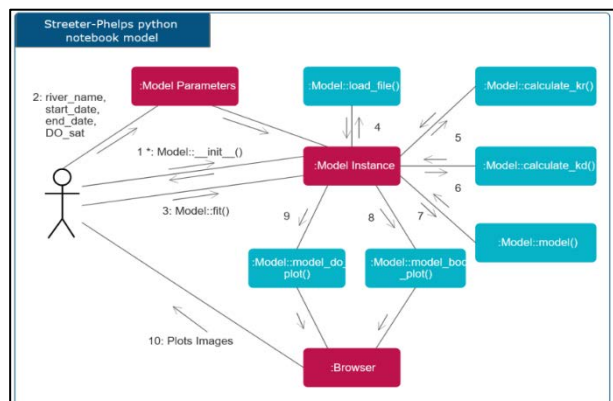 Streeter-Phelps python
notebook model
:Model Parameters
:Model::load_file()
:Model::calculate_kr()
2: river_name,
start_date,
end_date,
DO_sat
4
5
1 *: Model::__init__()
:Model Instance
:Model::calculate_kd()
6
3: Model::fit()
9
8
7
:Model::model()
:Model::model_do_
plot()
:Model::model_boo
_plot()
10: Plots Images
:Browser